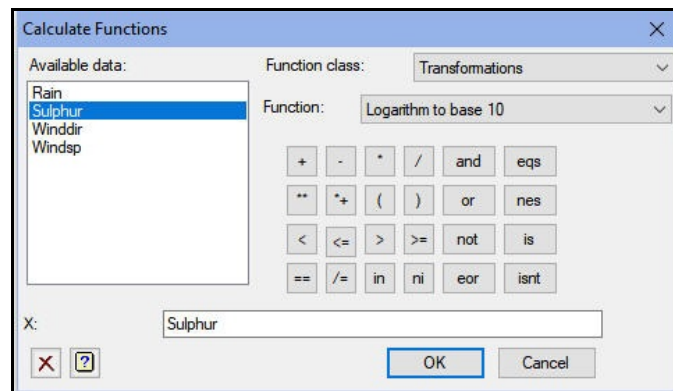 Calculate Functions
Available data:
Function class: Transformations
Rain
Sulphur
Winddir
Windsp
Function: Logarithm to base 10
+ - * / and eqs
** *+ ( ) or nes
< <= > >= not is
== /= in ni eor isnt
X: Sulphur
? OK Cancel